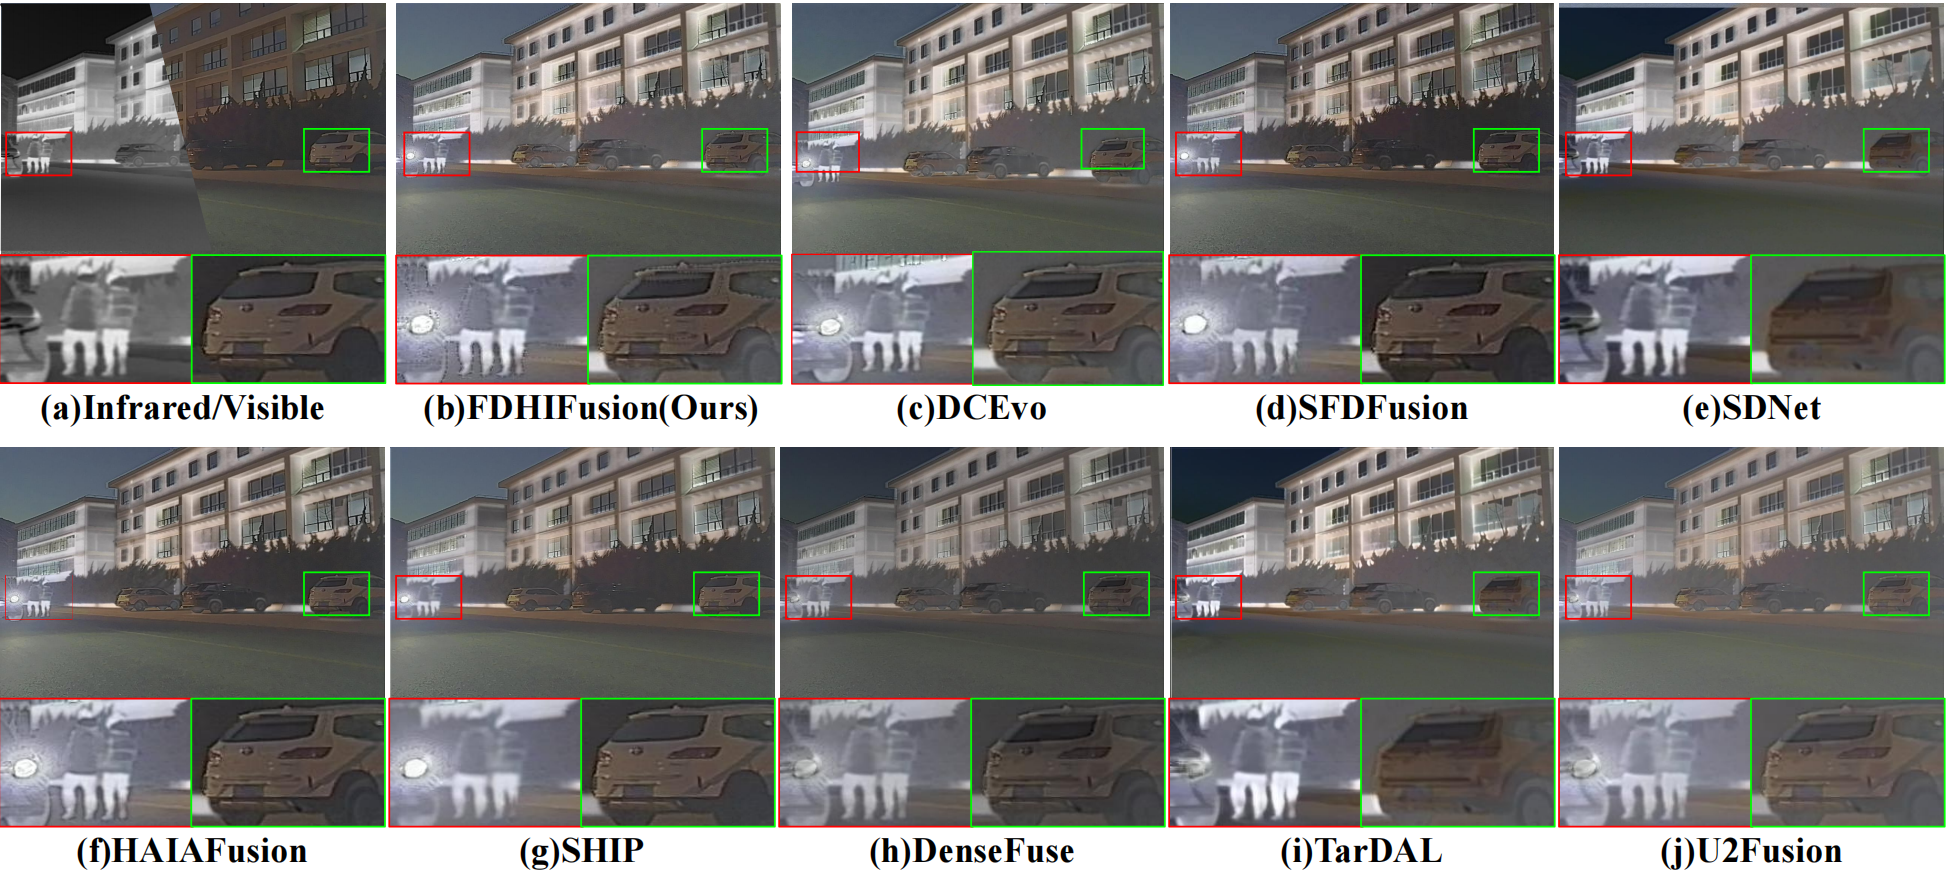 (a)Infrared/Visible
(b)FDHIFusion(Ours)
(c)DCEvo
(d)SFDFusion
(e)SDNet
(f)HAIAFusion
(g)SHIP
(h)DenseFuse
(i)TarDAL
(j)U2Fusion